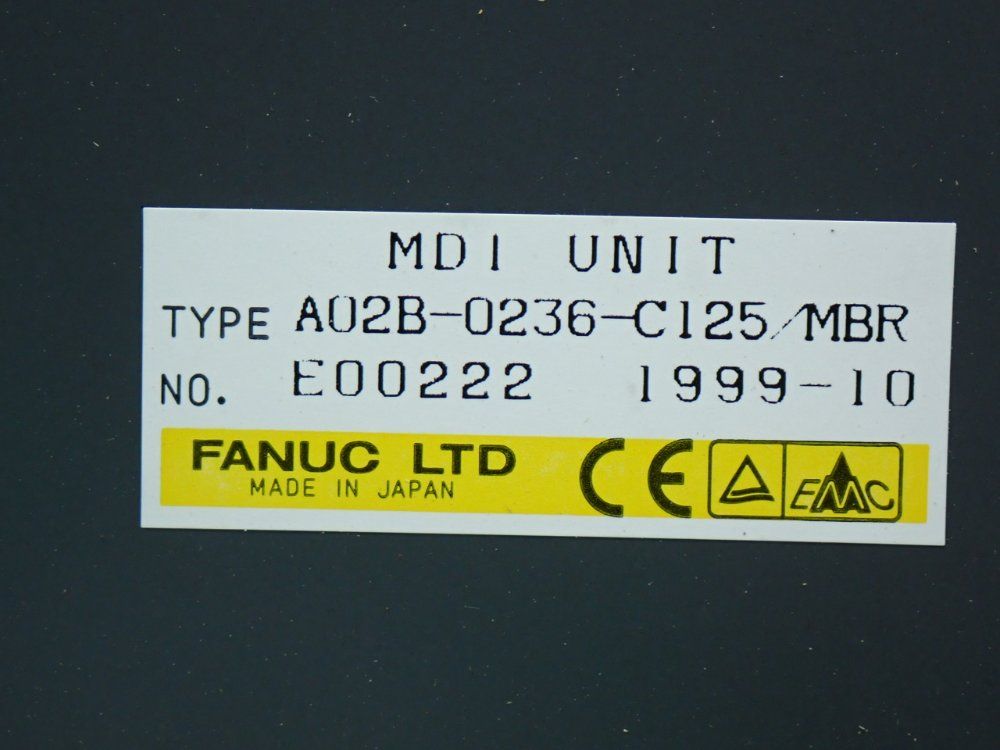 MDI UNIT
TYPE A02B-0236-C125/MBR
NO. E00222 1999-10
FANUC LTD CE EMC
MADE IN JAPAN